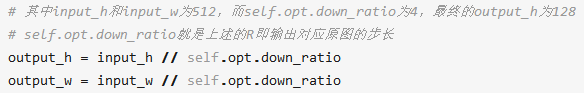 # 其中input_h和input_w为512，而self.opt.down_ratio为4，最终的output_h为128
# self.opt.down_ratio就是上述的R即输出对应原图的步长
output_h = input_h // self.opt.down_ratio
output_w = input_w // self.opt.down_ratio